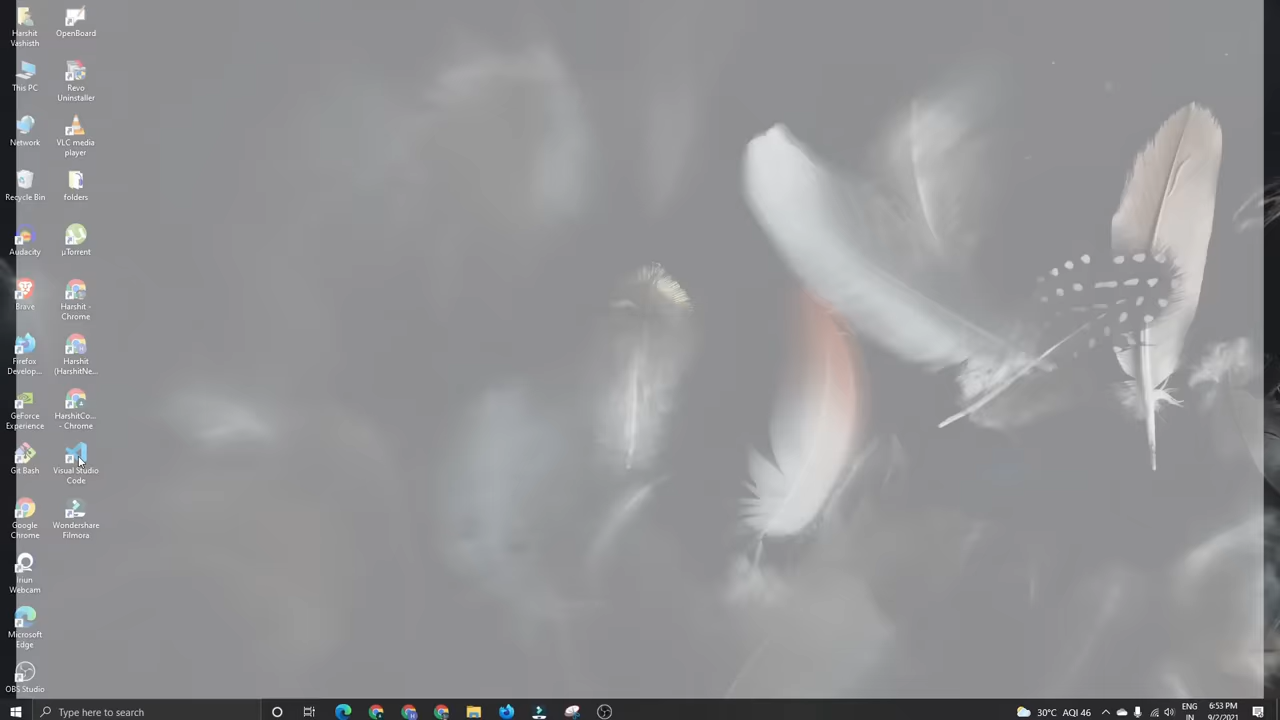 Harshit
Vashisth
OpenBoard
This PC
Revo
Uninstaller
Network
VLC media
player
Recycle Bin
folders
Audacity
µTorrent
Brave
Harshit -
Chrome
Firefox
Develop...
Harshit
(HarshitNe...
GeForce
Experience
HarshitCo...
- Chrome
Git Bash
Visual Studio
Code
Google
Chrome
Wondershare
Filmora
Iriun
Webcam
Microsoft
Edge
OBS Studio
Type here to search
30°C AQI 46
ENG
IN
6:53 PM
9/2/2021